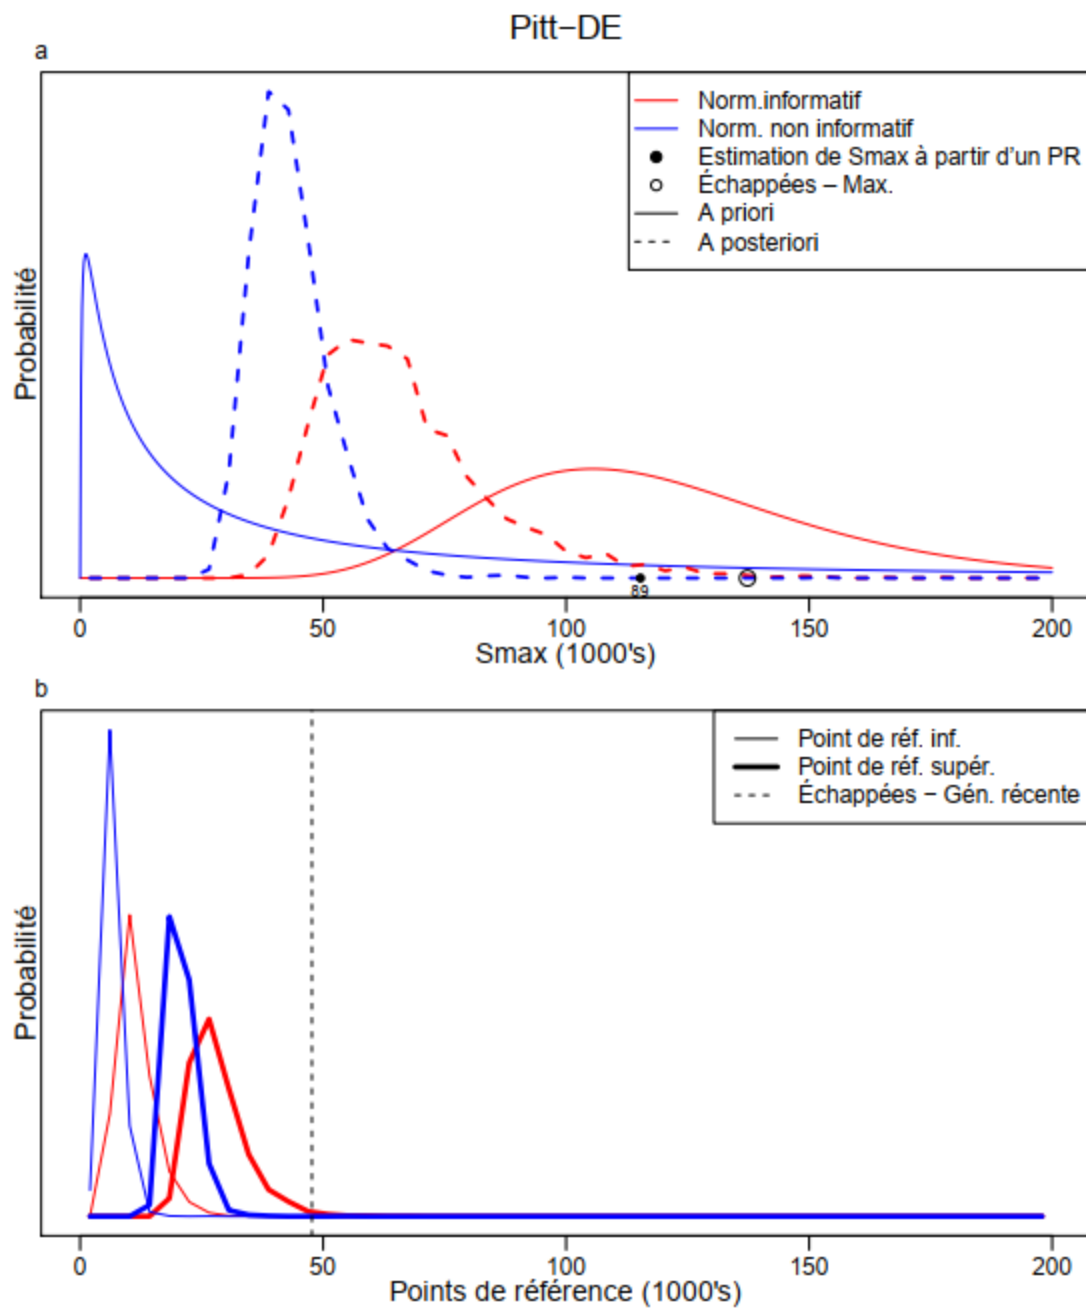 Pitt−DE
a
Norm.informatif
Norm. non informatif
Estimation de Smax à partir d'un PR
Échappées − Max.
A priori
A posteriori
Probabilité
89
0 50 100 150 200
Smax (1000's)
b
Point de réf. inf.
Point de réf. supér.
Échappées − Gén. récente
Probabilité
0 50 100 150 200
Points de référence (1000's)